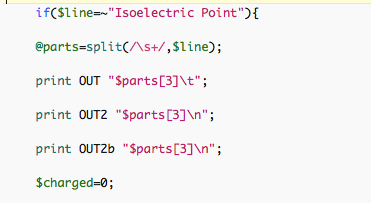 if($line=~"Isoelectric Point"){
@parts=split(/\s+/,$line);
print OUT "$parts[3]\t";
print OUT2 "$parts[3]\n";
print OUT2b "$parts[3]\n";
$charged=0;